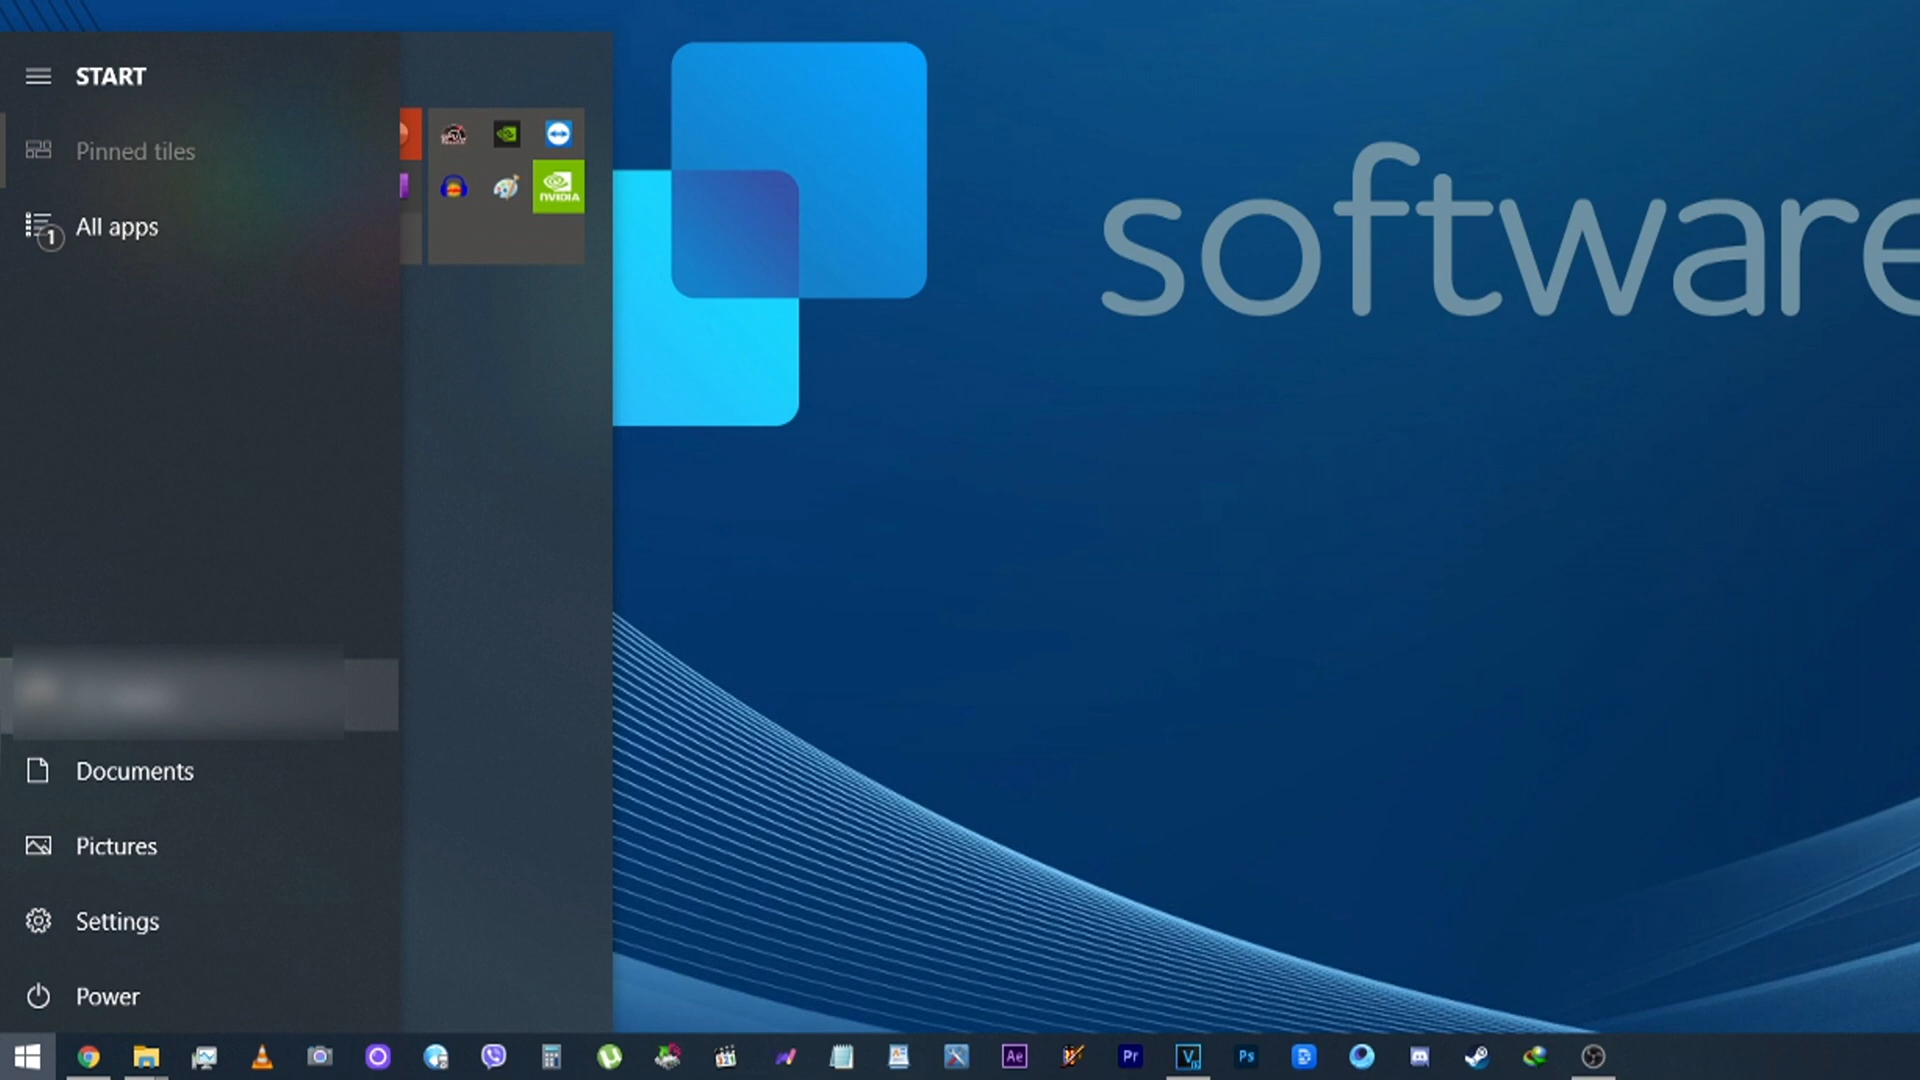 START
Pinned tiles
1
All apps
NVIDIA
software
Documents
Pictures
Settings
Power
Ae
Pr
V
Ps